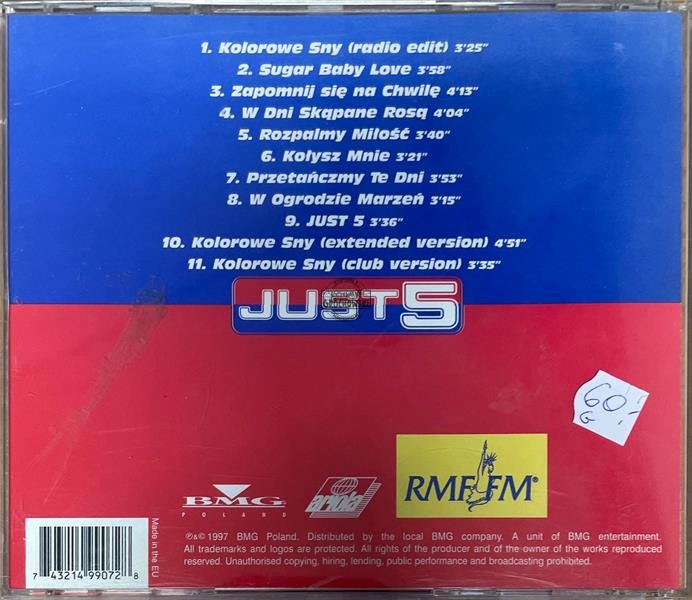 1. Kolorowe Sny (radio edit) 3'25"
2. Sugar Baby Love 3'58"
3. Zapomnij się na Chwilę 4'13"
4. W Dni Skąpane Rosą 4'04"
5. Rozpalmy Miłość 3'40"
6. Kołysz Mnie 3'21"
7. Przetańczmy Te Dni 3'53"
8. W Ogrodzie Marzeń 3'15"
9. JUST 5 3'36"
10. Kolorowe Sny (extended version) 4'51"
11. Kolorowe Sny (club version) 3'35"
JUST 5
60,-
G
BMG
POLAND
ariola
RMF FM®
Made in the EU
7 43214 99072 8
℗&© 1997 BMG Poland. Distributed by the local BMG company. A unit of BMG entertainment.
All trademarks and logos are protected. All rights of the producer and of the owner of the works reproduced
reserved. Unauthorised copying, hiring, lending, public performance and broadcasting prohibited.